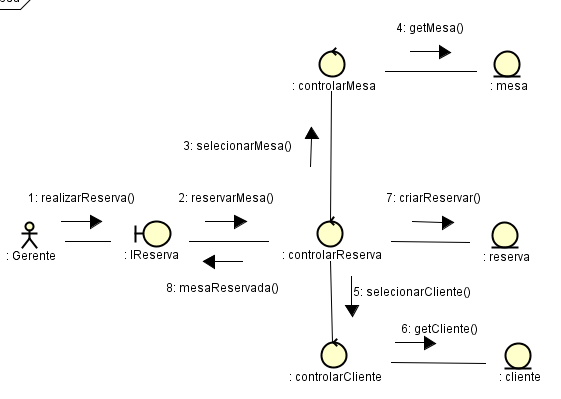 4: getMesa()
: controlarMesa
: mesa
3: selecionarMesa()
1: realizarReserva()
2: reservarMesa()
7: criarReservar()
: Gerente
: IReserva
: controlarReserva
: reserva
8: mesaReservada()
5: selecionarCliente()
6: getCliente()
: controlarCliente
: cliente